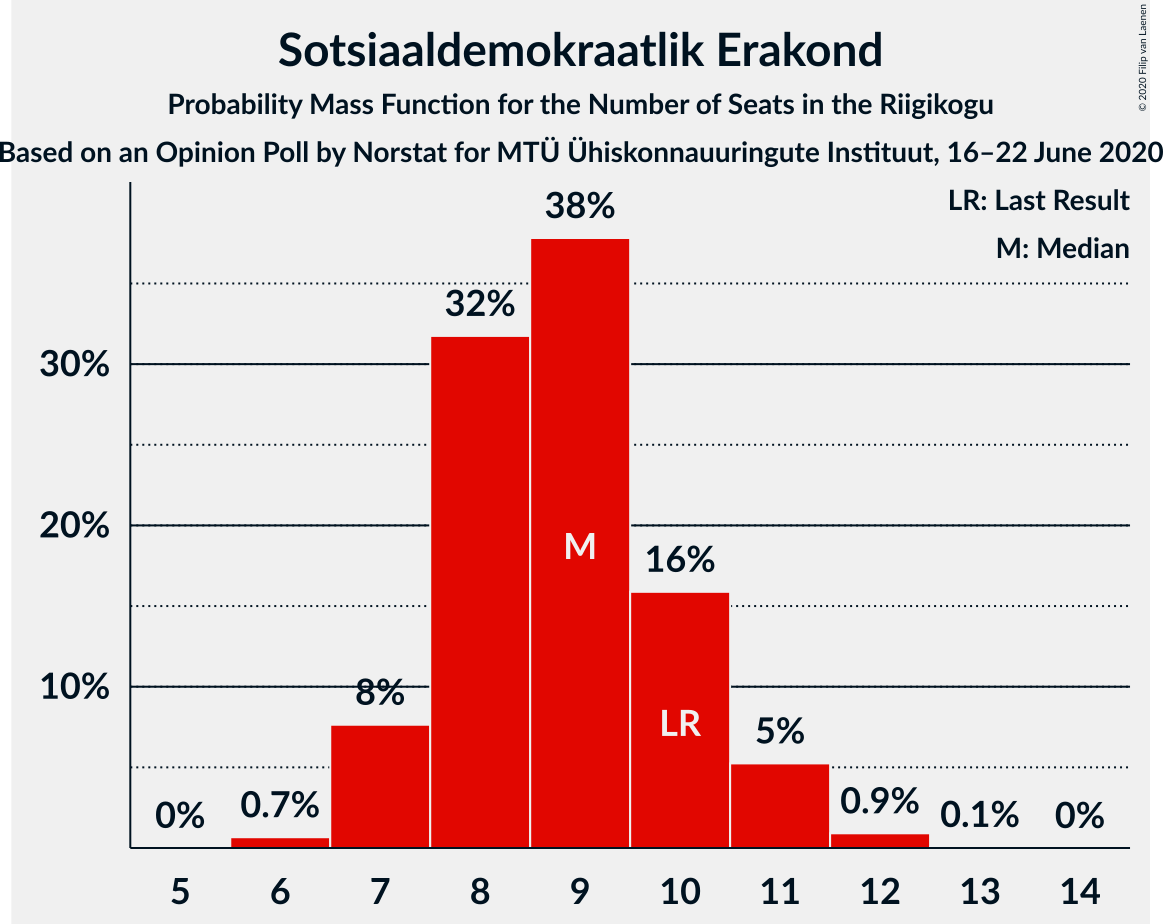 Sotsiaaldemokraatlik Erakond
Probability Mass Function for the Number of Seats in the Riigikogu
Based on an Opinion Poll by Norstat for MTÜ Ühiskonnauuringute Instituut, 16–22 June 2020
© 2020 Filip van Laenen
LR: Last Result
M: Median
38%
32%
30%
20%
M
16%
10%
8%
LR
5%
0%
0.7%
0.9%
0.1%
0%
5 6 7 8 9 10 11 12 13 14